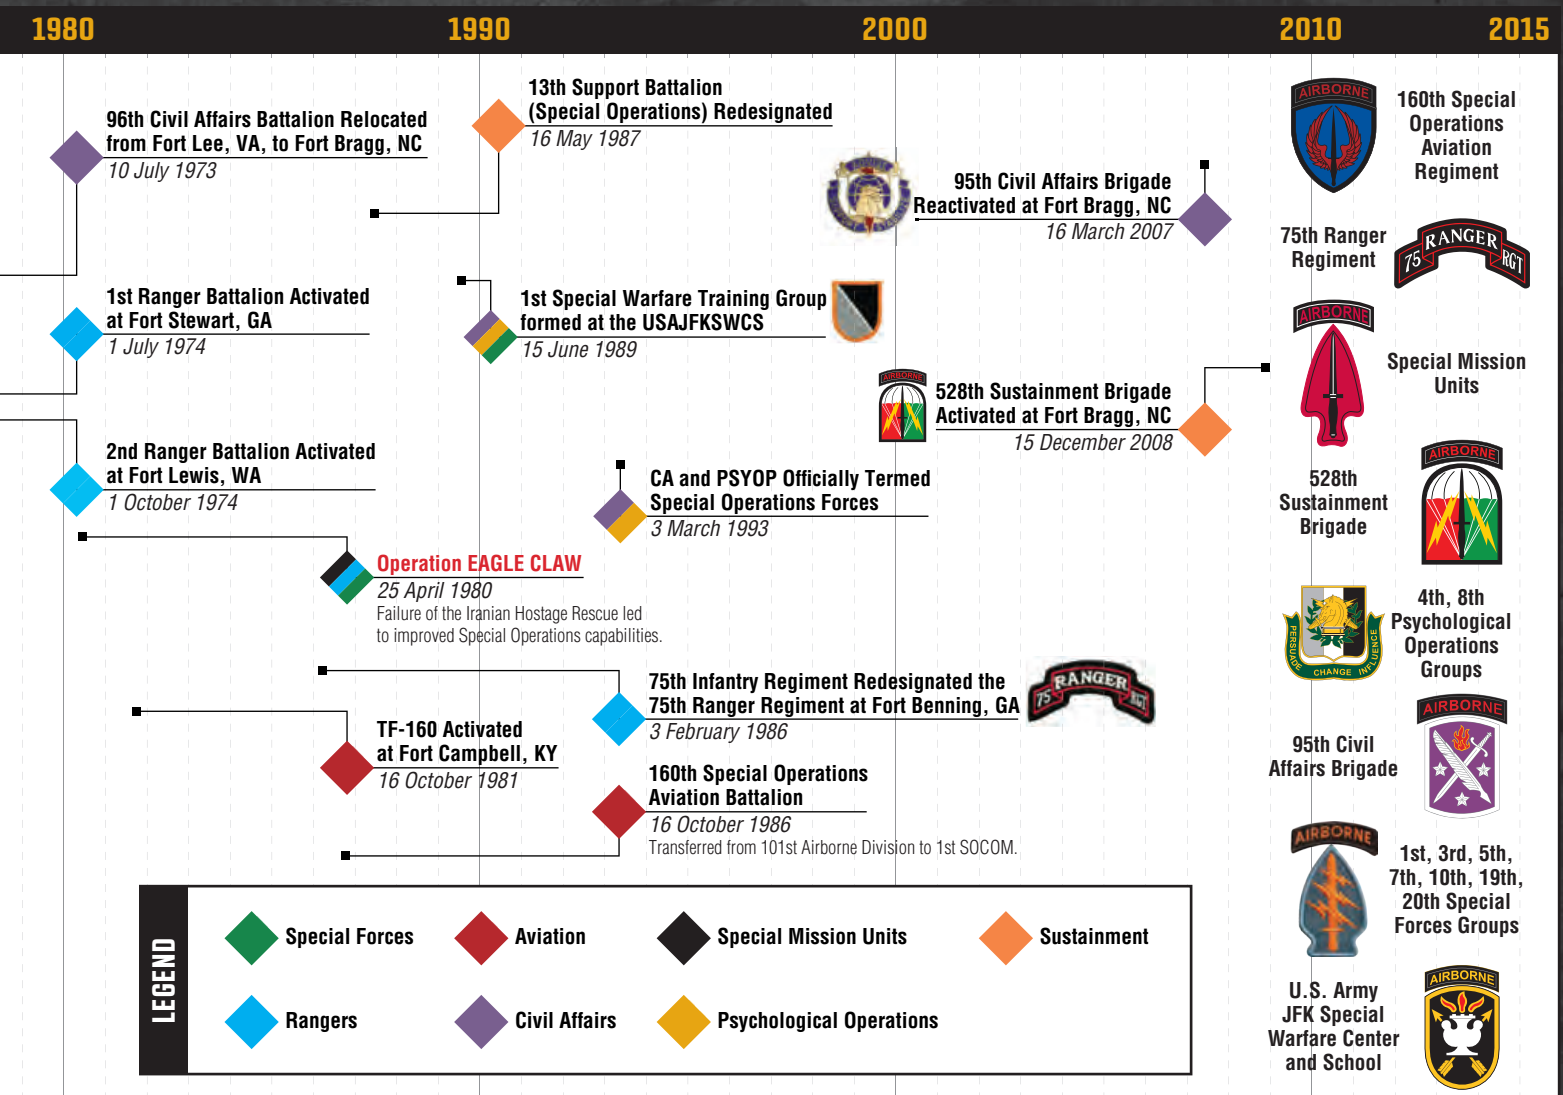 1980
1990
2000
2010
2015
96th Civil Affairs Battalion Relocated
from Fort Lee, VA, to Fort Bragg, NC
10 July 1973
13th Support Battalion
(Special Operations) Redesignated
16 May 1987
95th Civil Affairs Brigade
Reactivated at Fort Bragg, NC
16 March 2007
1st Ranger Battalion Activated
at Fort Stewart, GA
1 July 1974
1st Special Warfare Training Group
formed at the USAJFKSWCS
15 June 1989
AIRBORNE
528th Sustainment Brigade
Activated at Fort Bragg, NC
15 December 2008
2nd Ranger Battalion Activated
at Fort Lewis, WA
1 October 1974
CA and PSYOP Officially Termed
Special Operations Forces
3 March 1993
Operation EAGLE CLAW
25 April 1980
Failure of the Iranian Hostage Rescue led
to improved Special Operations capabilities.
75th Infantry Regiment Redesignated the
75th Ranger Regiment at Fort Benning, GA
3 February 1986
75 RANGER RGT
TF-160 Activated
at Fort Campbell, KY
16 October 1981
160th Special Operations
Aviation Battalion
16 October 1986
Transferred from 101st Airborne Division to 1st SOCOM.
AIRBORNE
160th Special
Operations
Aviation
Regiment
75th Ranger
Regiment
75 RANGER RGT
AIRBORNE
Special Mission
Units
528th
Sustainment
Brigade
AIRBORNE
PERSUADE CHANGE INFLUENCE
4th, 8th
Psychological
Operations
Groups
95th Civil
Affairs Brigade
AIRBORNE
AIRBORNE
1st, 3rd, 5th,
7th, 10th, 19th,
20th Special
Forces Groups
U.S. Army
JFK Special
Warfare Center
and School
AIRBORNE
LEGEND
Special Forces
Aviation
Special Mission Units
Sustainment
Rangers
Civil Affairs
Psychological Operations